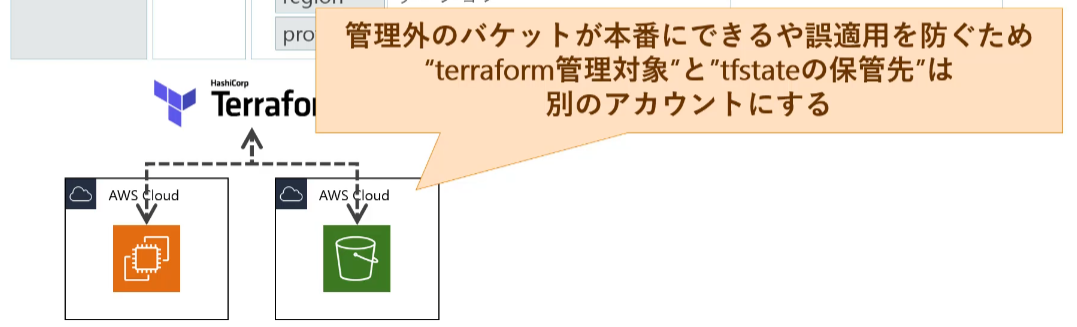 管理外のバケットが本番にできるや誤適用を防ぐため
“terraform管理対象”と”tfstateの保管先”は
別のアカウントにする
HashiCorp
AWS Cloud
AWS Cloud